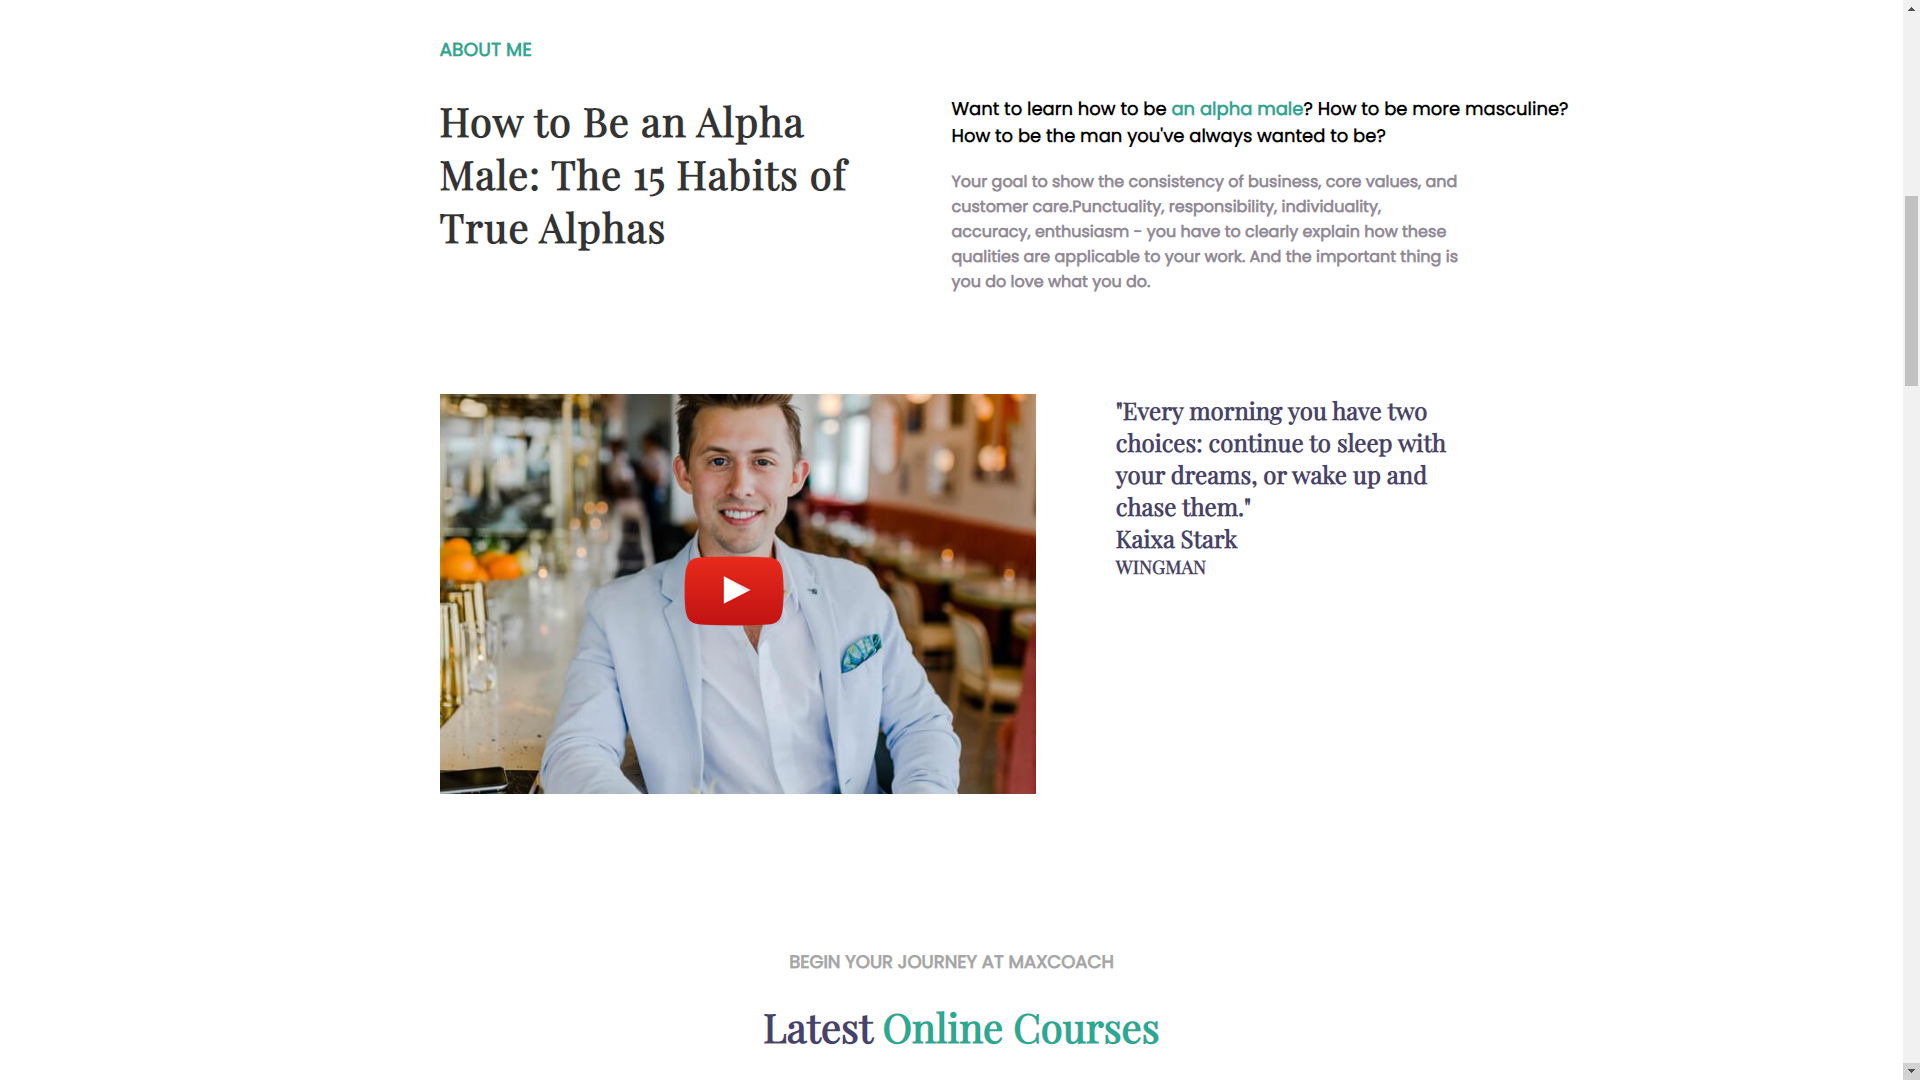 ABOUT ME
How to Be an Alpha
Male: The 15 Habits of
True Alphas
Want to learn how to be an alpha male? How to be more masculine?
How to be the man you've always wanted to be?
Your goal to show the consistency of business, core values, and
customer care.Punctuality, responsibility, individuality,
accuracy, enthusiasm - you have to clearly explain how these
qualities are applicable to your work. And the important thing is
you do love what you do.
"Every morning you have two
choices: continue to sleep with
your dreams, or wake up and
chase them."
Kaixa Stark
WINGMAN
BEGIN YOUR JOURNEY AT MAXCOACH
Latest Online Courses